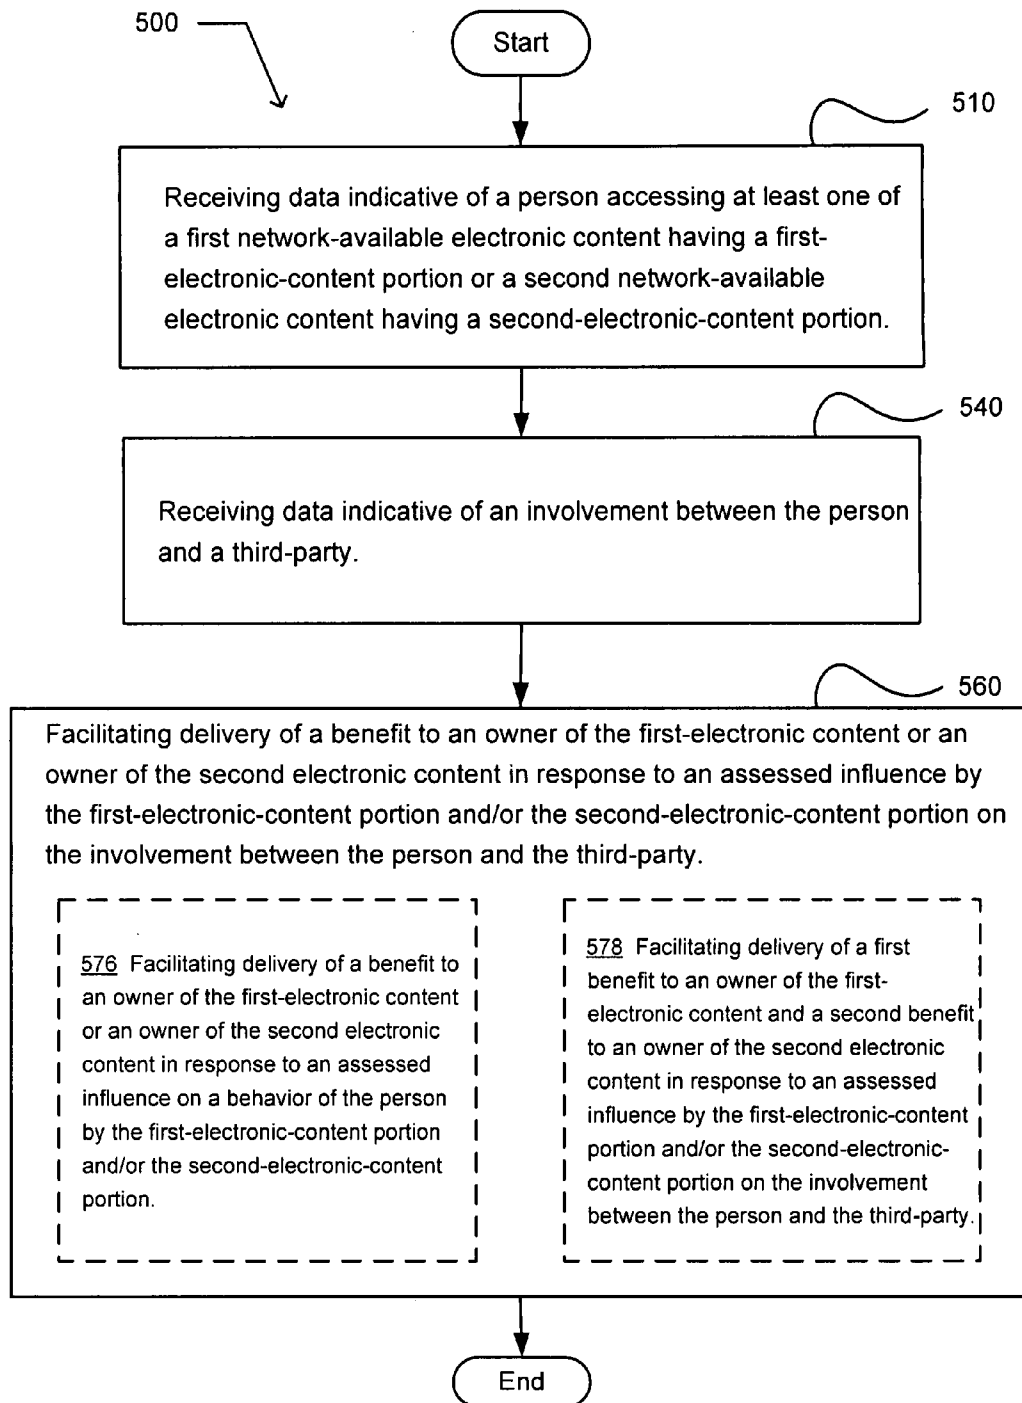 500
Start
510
Receiving data indicative of a person accessing at least one of
a first network-available electronic content having a first-
electronic-content portion or a second network-available
electronic content having a second-electronic-content portion.
540
Receiving data indicative of an involvement between the person
and a third-party.
560
Facilitating delivery of a benefit to an owner of the first-electronic content or an
owner of the second electronic content in response to an assessed influence by
the first-electronic-content portion and/or the second-electronic-content portion on
the involvement between the person and the third-party.
576 Facilitating delivery of a benefit to
an owner of the first-electronic content
or an owner of the second electronic
content in response to an assessed
influence on a behavior of the person
by the first-electronic-content portion
and/or the second-electronic-content
portion.
578 Facilitating delivery of a first
benefit to an owner of the first-
electronic content and a second benefit
to an owner of the second electronic
content in response to an assessed
influence by the first-electronic-content
portion and/or the second-electronic-
content portion on the involvement
between the person and the third-party.
End